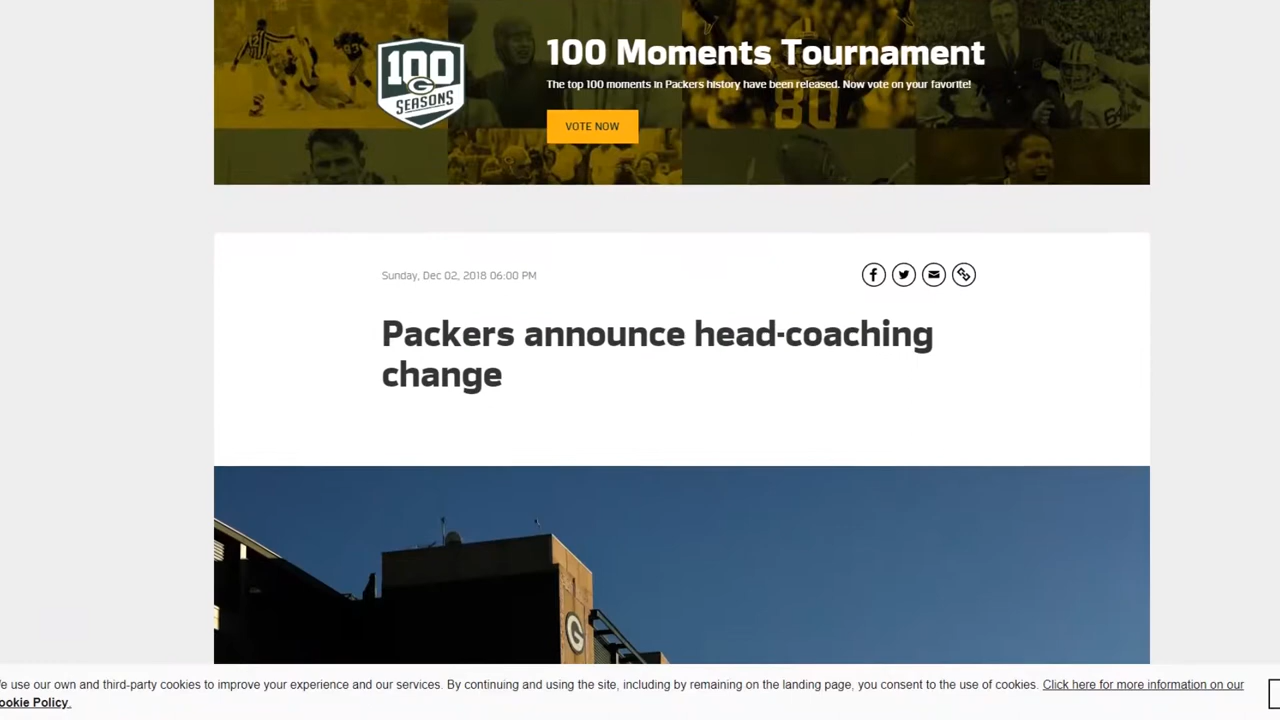 100 Moments Tournament
100
G
SEASONS
The top 100 moments in Packers history have been released. Now vote on your favorite!
VOTE NOW
80
Sunday, Dec 02, 2018 06:00 PM
Packers announce head-coaching
change
G
e use our own and third-party cookies to improve your experience and our services. By continuing and using the site, including by remaining on the landing page, you consent to the use of cookies. Click here for more information on our
ookie Policy.